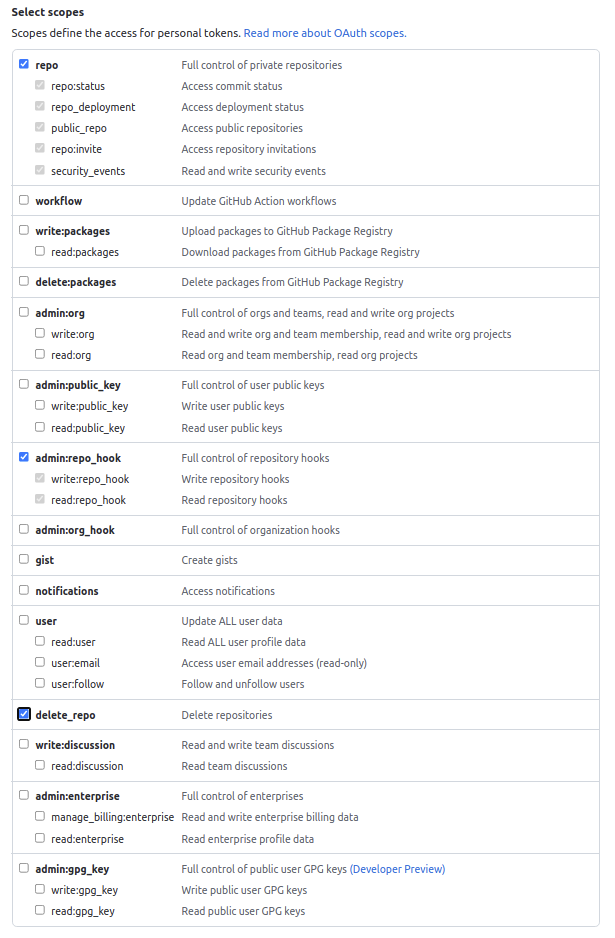 Select scopes
Scopes define the access for personal tokens. Read more about OAuth scopes.
repo Full control of private repositories
repo:status Access commit status
repo_deployment Access deployment status
public_repo Access public repositories
repo:invite Access repository invitations
security_events Read and write security events
workflow Update GitHub Action workflows
write:packages Upload packages to GitHub Package Registry
read:packages Download packages from GitHub Package Registry
delete:packages Delete packages from GitHub Package Registry
admin:org Full control of orgs and teams, read and write org projects
write:org Read and write org and team membership, read and write org projects
read:org Read org and team membership, read org projects
admin:public_key Full control of user public keys
write:public_key Write user public keys
read:public_key Read user public keys
admin:repo_hook Full control of repository hooks
write:repo_hook Write repository hooks
read:repo_hook Read repository hooks
admin:org_hook Full control of organization hooks
gist Create gists
notifications Access notifications
user Update ALL user data
read:user Read ALL user profile data
user:email Access user email addresses (read-only)
user:follow Follow and unfollow users
delete_repo Delete repositories
write:discussion Read and write team discussions
read:discussion Read team discussions
admin:enterprise Full control of enterprises
manage_billing:enterprise Read and write enterprise billing data
read:enterprise Read enterprise profile data
admin:gpg_key Full control of public user GPG keys (Developer Preview)
write:gpg_key Write public user GPG keys
read:gpg_key Read public user GPG keys